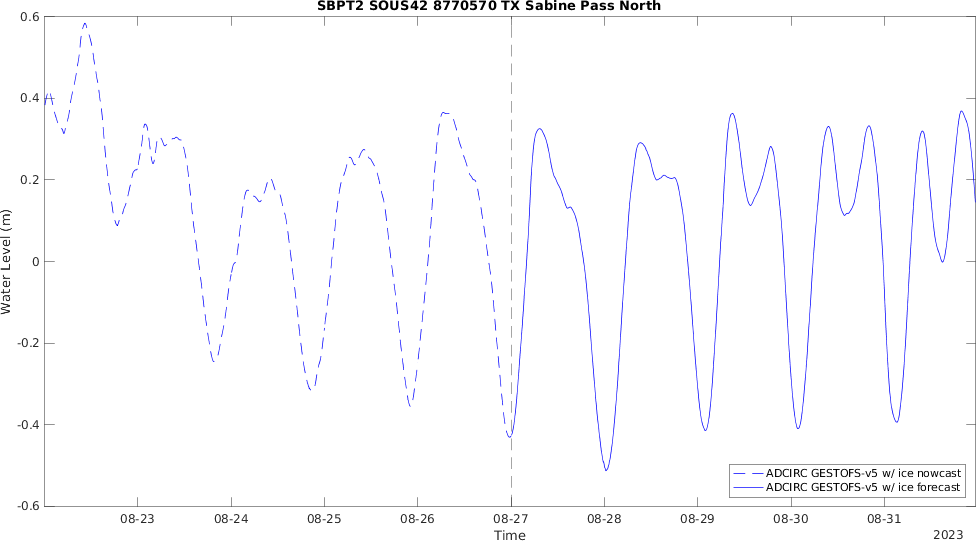 SBPT2 SOUS42 8770570 TX Sabine Pass North
Water Level (m)
0.6
0.4
0.2
0
-0.2
-0.4
-0.6
ADCIRC GESTOFS-v5 w/ ice nowcast
ADCIRC GESTOFS-v5 w/ ice forecast
08-23 08-24 08-25 08-26 08-27 08-28 08-29 08-30 08-31
Time
2023